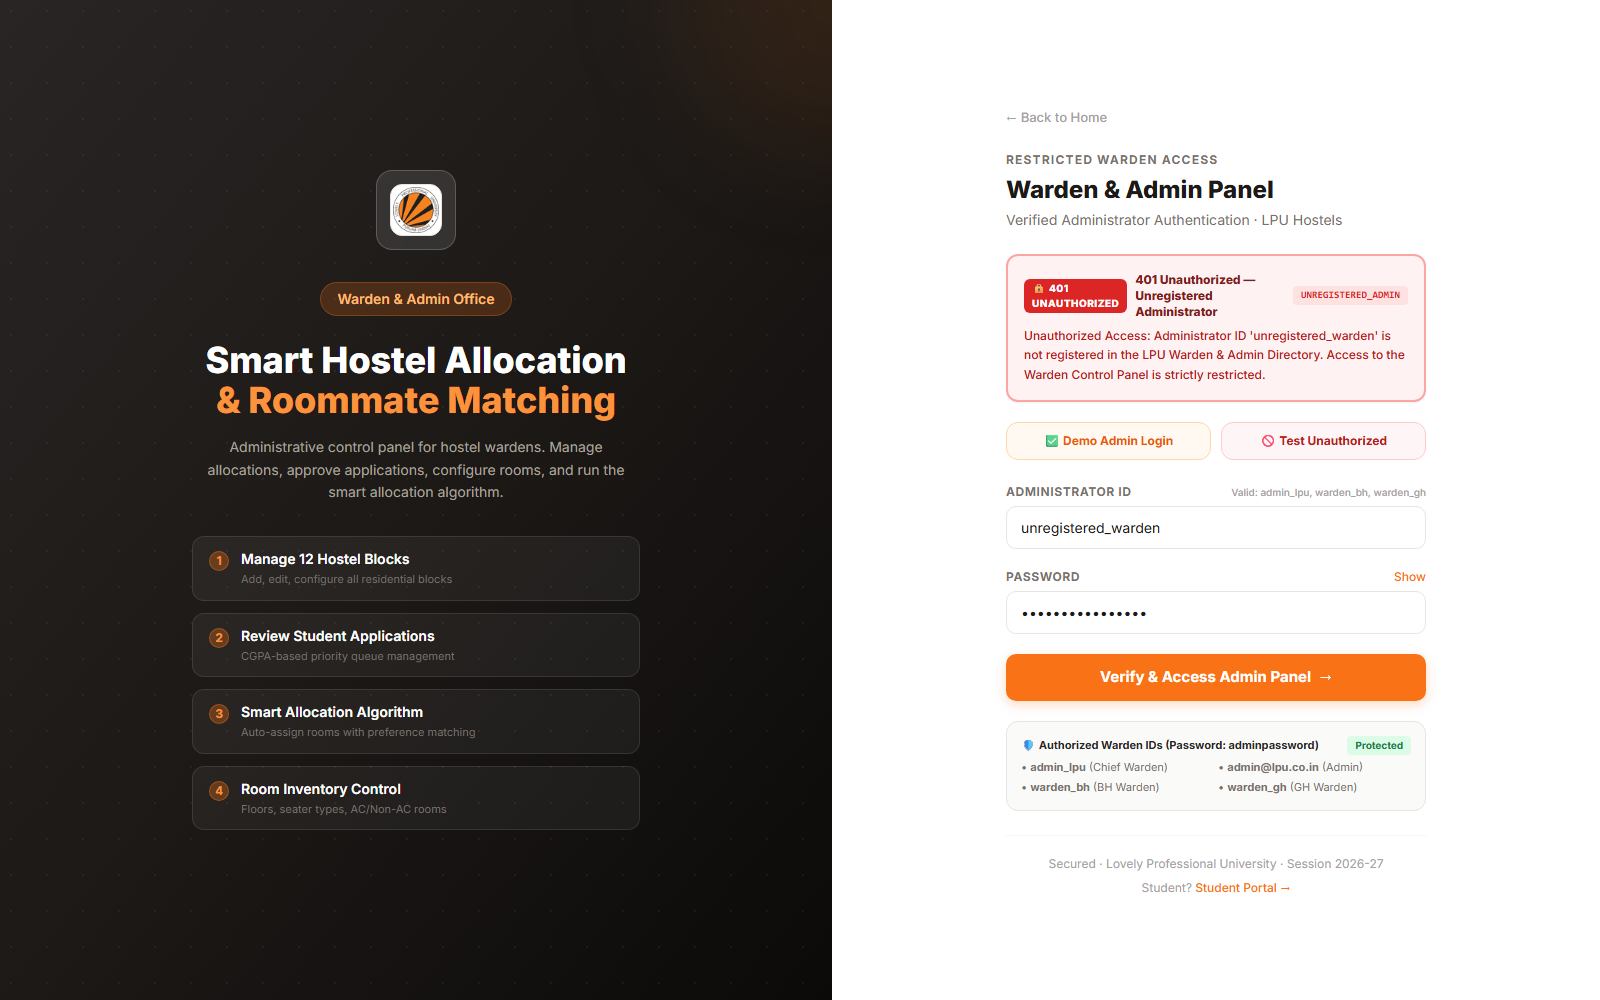 Warden & Admin Office
Smart Hostel Allocation
& Roommate Matching
Administrative control panel for hostel wardens. Manage
allocations, approve applications, configure rooms, and run the
smart allocation algorithm.
1
Manage 12 Hostel Blocks
Add, edit, configure all residential blocks
2
Review Student Applications
CGPA-based priority queue management
3
Smart Allocation Algorithm
Auto-assign rooms with preference matching
4
Room Inventory Control
Floors, seater types, AC/Non-AC rooms
← Back to Home
RESTRICTED WARDEN ACCESS
Warden & Admin Panel
Verified Administrator Authentication · LPU Hostels
🔒 401
UNAUTHORIZED
401 Unauthorized —
Unregistered
Administrator
UNREGISTERED_ADMIN
Unauthorized Access: Administrator ID 'unregistered_warden' is
not registered in the LPU Warden & Admin Directory. Access to the
Warden Control Panel is strictly restricted.
✅ Demo Admin Login
🚫 Test Unauthorized
ADMINISTRATOR ID
Valid: admin_lpu, warden_bh, warden_gh
unregistered_warden
PASSWORD
Show
••••••••••••••••
Verify & Access Admin Panel →
🛡️ Authorized Warden IDs (Password: adminpassword)
Protected
• admin_lpu (Chief Warden)
• admin@lpu.co.in (Admin)
• warden_bh (BH Warden)
• warden_gh (GH Warden)
Secured · Lovely Professional University · Session 2026-27
Student? Student Portal →